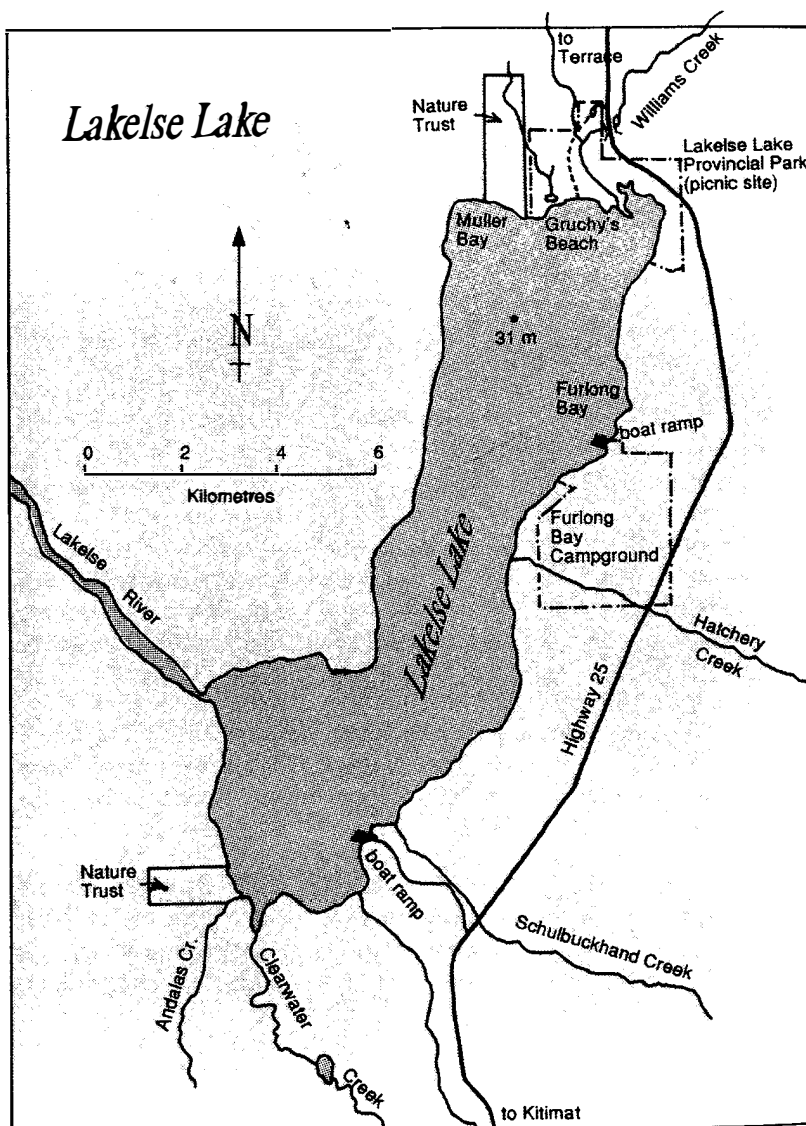 to
Terrace
Williams Creek
Lakelse Lake
Nature
Trust
Lakelse Lake
Provincial Park
(picnic site)
Muller
Bay
Gruchy's
Beach
N
31 m
Furlong
Bay
boat ramp
0 2 4 6
Kilometres
Furlong
Bay
Campground
Lakelse
River
Lakelse Lake
Hatchery
Creek
Highway 25
Nature
Trust
boat ramp
Schulbuckhand Creek
Andalas Cr.
Clearwater
Creek
to Kitimat